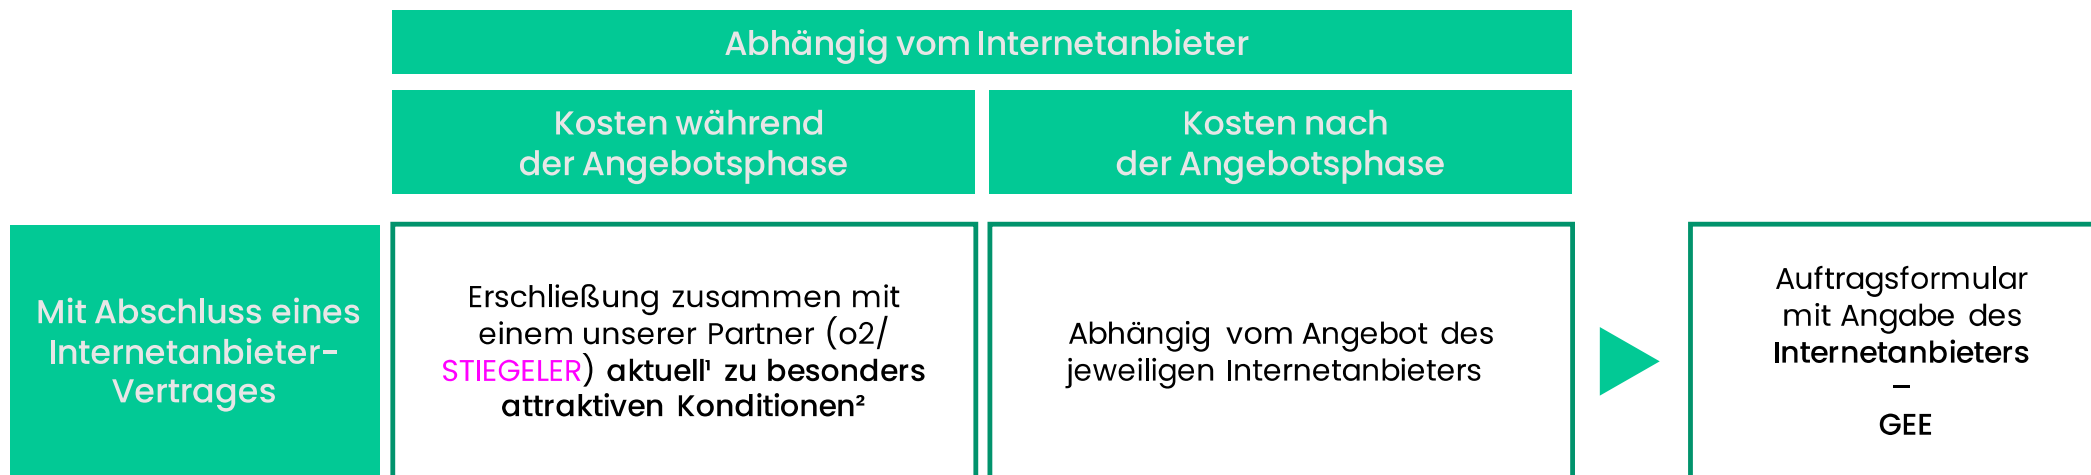 Abhängig vom Internetanbieter
Kosten während
der Angebotsphase
Kosten nach
der Angebotsphase
Mit Abschluss eines
Internetanbieter-
Vertrages
Erschließung zusammen mit
einem unserer Partner (o2/
STIEGELER) aktuell¹ zu besonders
attraktiven Konditionen²
Abhängig vom Angebot des
jeweiligen Internetanbieters
Auftragsformular
mit Angabe des
Internetanbieters
–
GEE